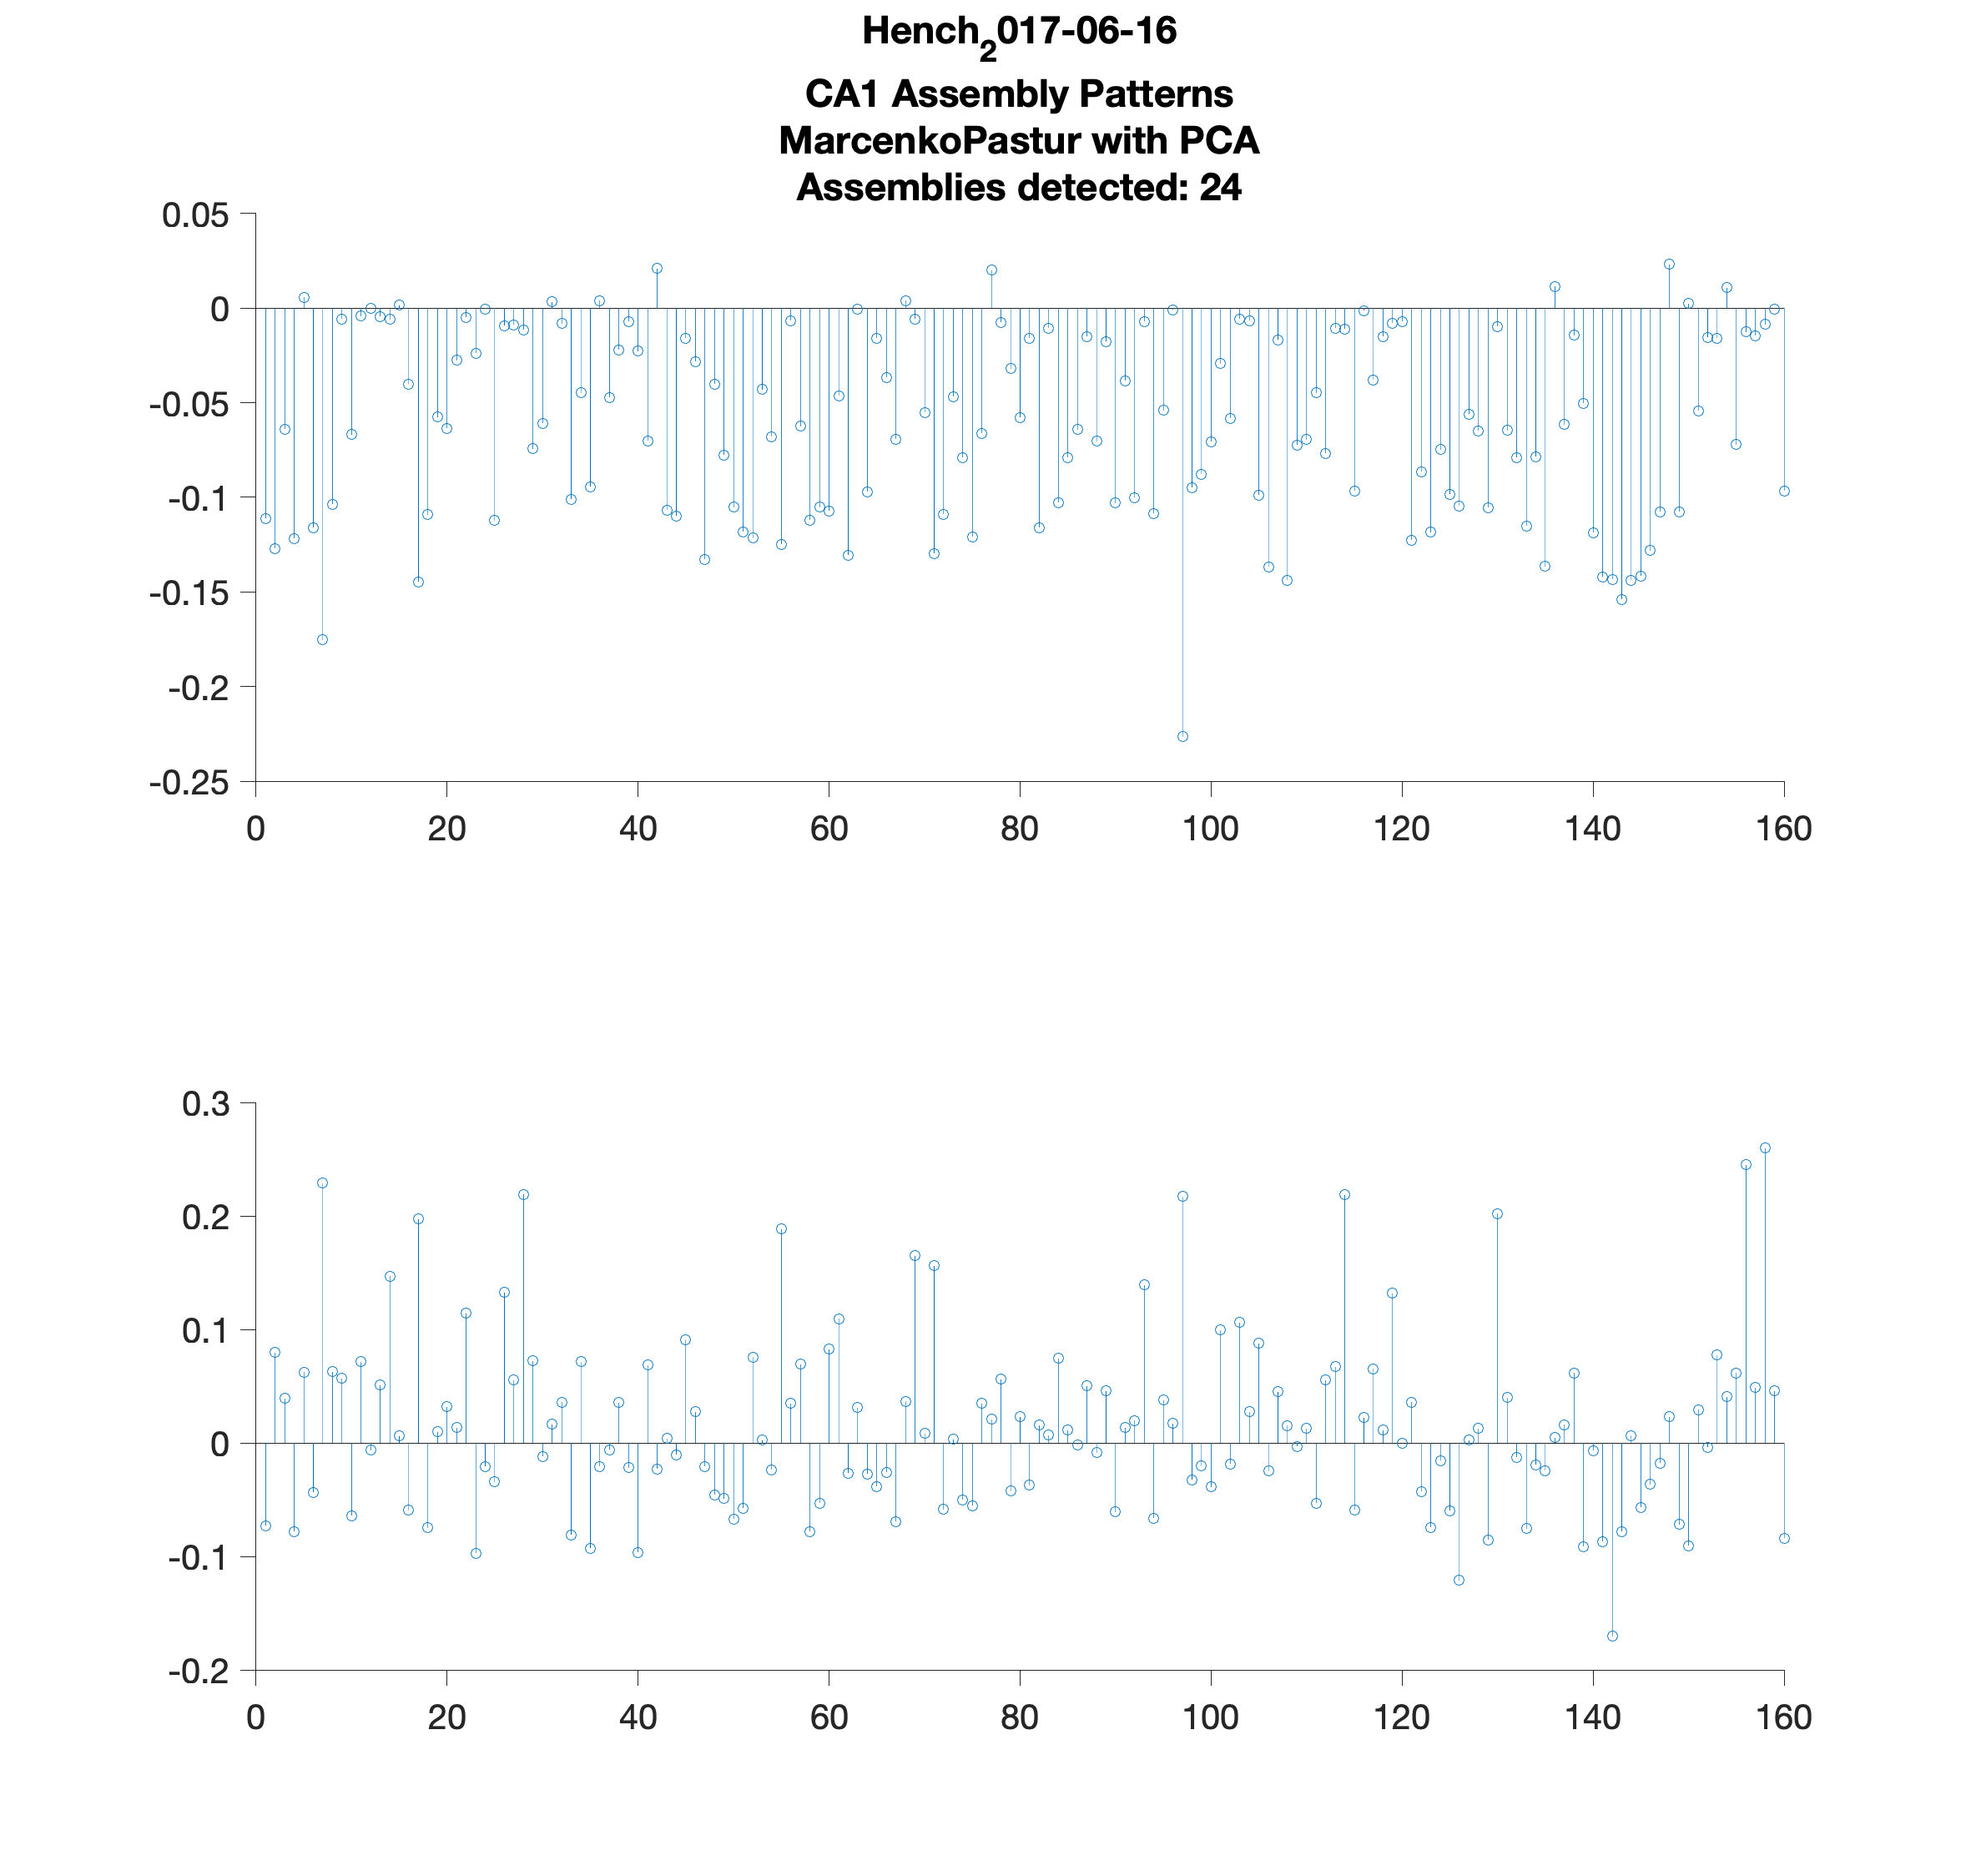 Hench2017-06-16
CA1 Assembly Patterns
MarcenkoPastur with PCA
Assemblies detected: 24
0.05
0
-0.05
-0.1
-0.15
-0.2
-0.25
0 20 40 60 80 100 120 140 160
0.3
0.2
0.1
0
-0.1
-0.2
0 20 40 60 80 100 120 140 160